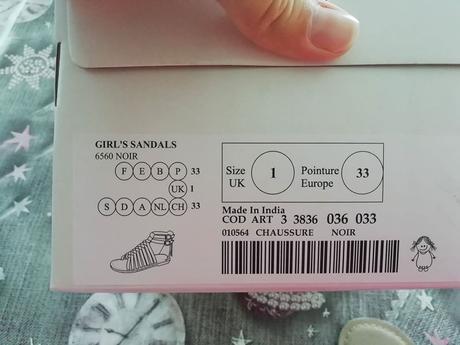 GIRL'S SANDALS
6560 NOIR
F E B P 33
UK 1
S D A NL CH 33
Size UK 1 Pointure Europe 33
Made In India
COD ART 3 3836 036 033
010564 CHAUSSURE NOIR